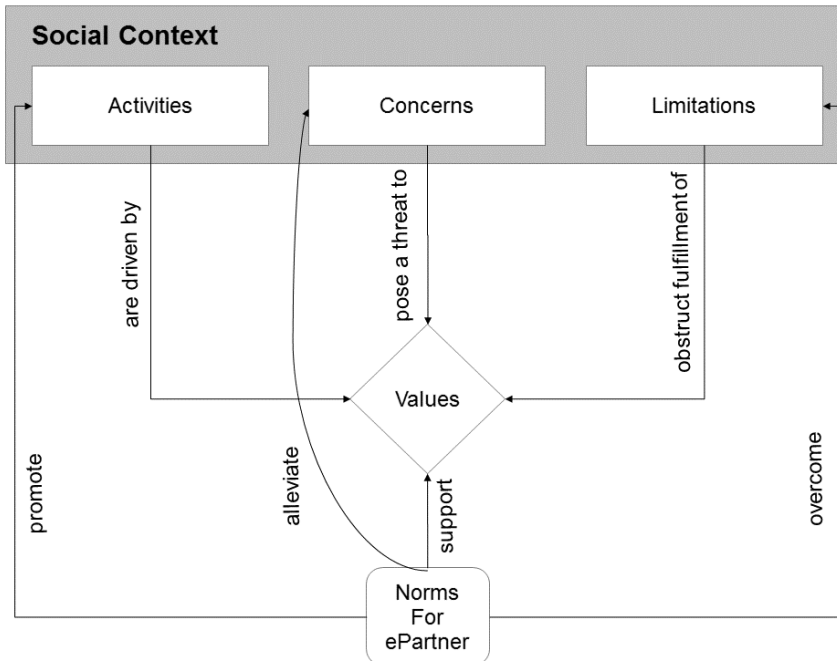 Social Context
Activities
Concerns
Limitations
are driven by
pose a threat to
obstruct fulfillment of
Values
promote
alleviate
support
overcome
Norms
For
ePartner